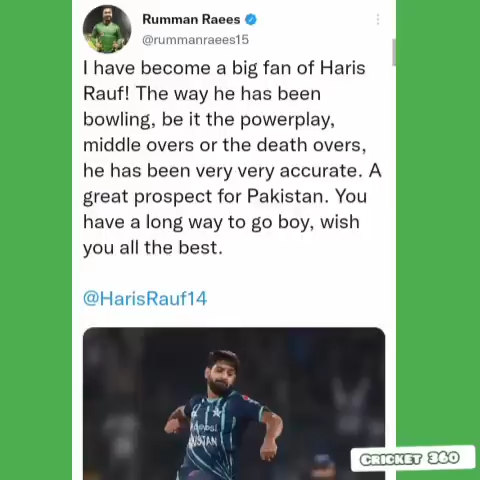 Rumman Raees
@rummanraees15
I have become a big fan of Haris
Rauf! The way he has been
bowling, be it the powerplay,
middle overs or the death overs,
he has been very very accurate. A
great prospect for Pakistan. You
have a long way to go boy, wish
you all the best.
@HarisRauf14
CRICKET 360